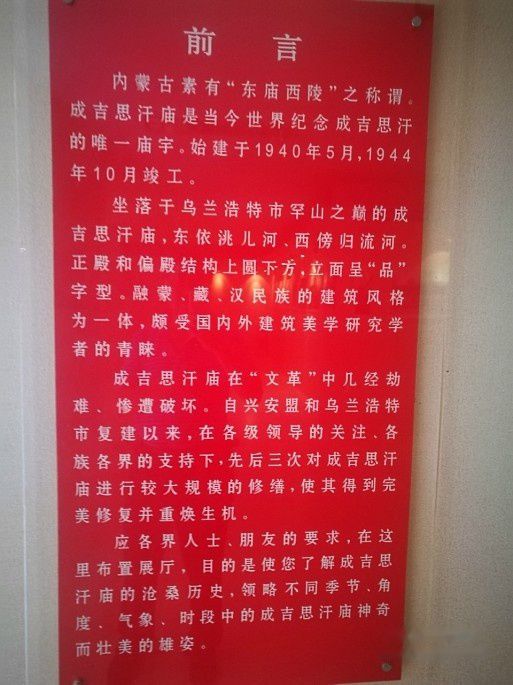 前 言
内蒙古素有“东庙西陵”之称谓。
成吉思汗庙是当今世界纪念成吉思汗
的唯一庙宇。始建于1940年5月,1944
年10月竣工。
坐落于乌兰浩特市罕山之巅的成
吉思汗庙,东依洮儿河、西傍归流河。
正殿和偏殿结构上圆下方,立面呈“品”
字型。融蒙、藏、汉民族的建筑风格
为一体,颇受国内外建筑美学研究学
者的青睐。
成吉思汗庙在“文革”中几经劫
难、惨遭破坏。自兴安盟和乌兰浩特
市复建以来,在各级领导的关注、各
族各界的支持下,先后三次对成吉思汗
庙进行较大规模的修缮,使其得到完
美修复并重焕生机。
应各界人士、朋友的要求,在这
里布置展厅，目的是使您了解成吉思
汗庙的沧桑历史,领略不同季节、角
度、气象、时段中的成吉思汗庙神奇
而壮美的雄姿。